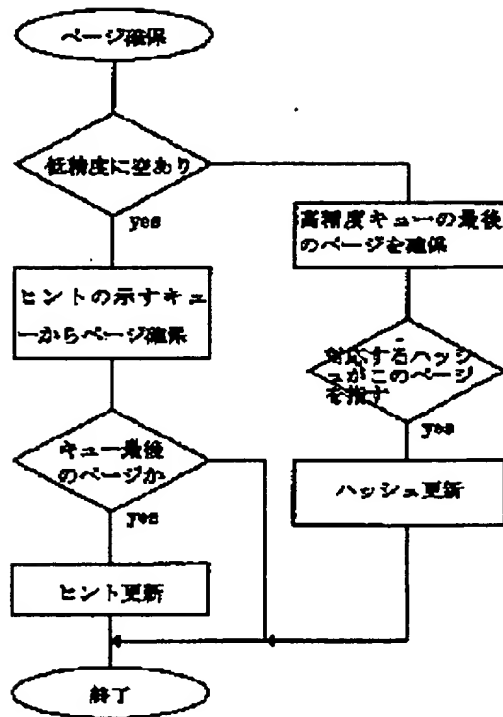 ページ確保
低精度に空あり
yes
ヒントの示すキュ
ーからページ確保
キュー最後
のページか
yes
ヒント更新
終了
高精度キューの最後
のページを確保
対応するハッシ
ュがこのページ
を指す
yes
ハッシュ更新